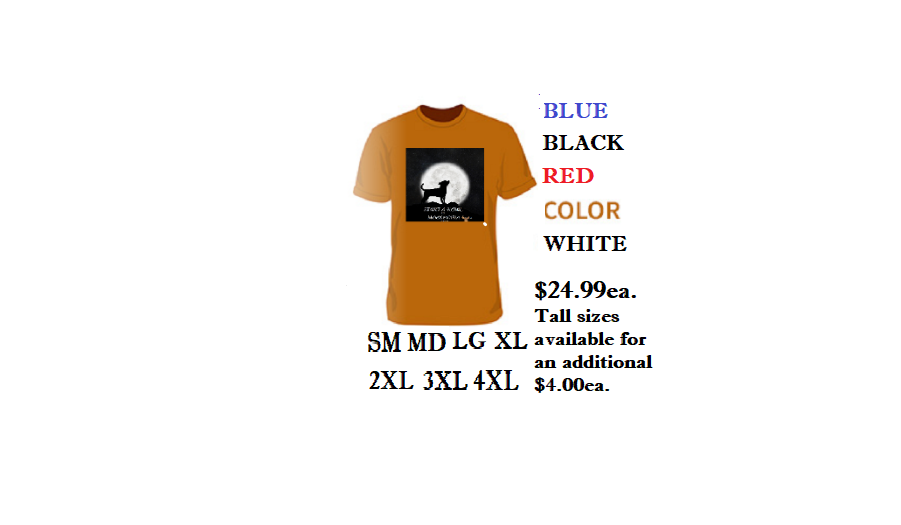 BLUE
BLACK
RED
COLOR
WHITE
$24.99ea.
Tall sizes
available for
an additional
$4.00ea.
SM MD LG XL
2XL 3XL 4XL